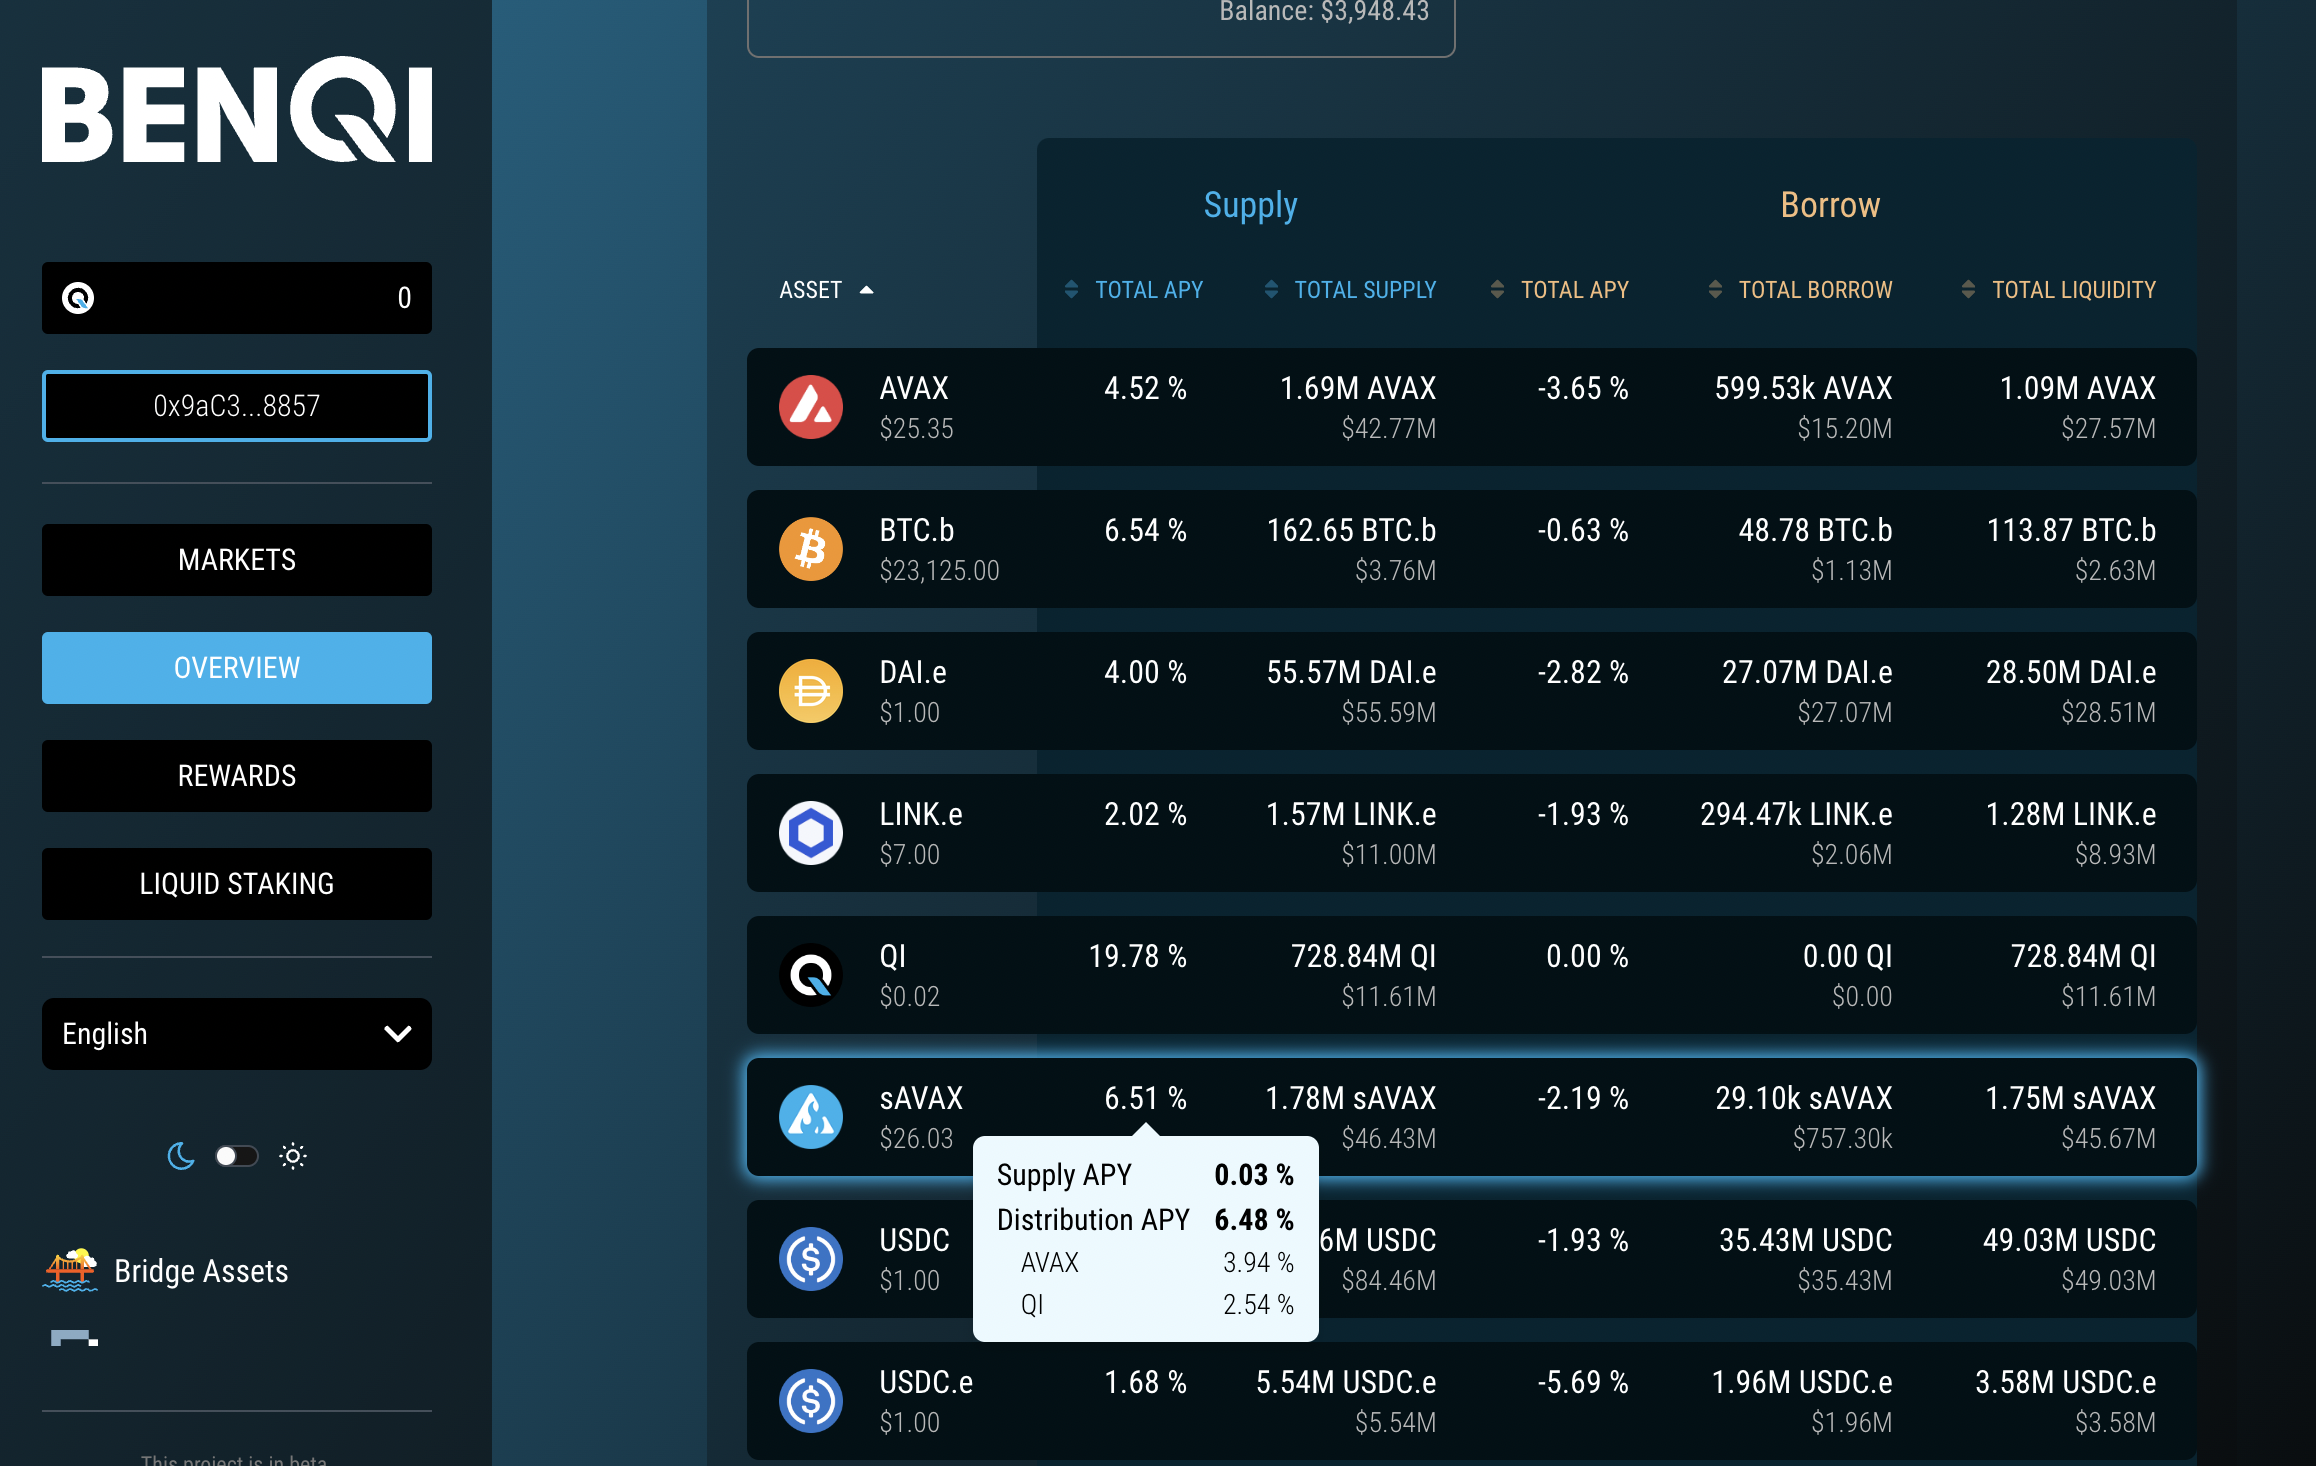 BENQI
0
0x9aC3...8857
MARKETS
OVERVIEW
REWARDS
LIQUID STAKING
English
Bridge Assets
This project is in beta
Balance: $3,948.43
Supply Borrow
ASSET TOTAL APY TOTAL SUPPLY TOTAL APY TOTAL BORROW TOTAL LIQUIDITY
AVAX 4.52 % 1.69M AVAX -3.65 % 599.53k AVAX 1.09M AVAX
$25.35 $42.77M $15.20M $27.57M
BTC.b 6.54 % 162.65 BTC.b -0.63 % 48.78 BTC.b 113.87 BTC.b
$23,125.00 $3.76M $1.13M $2.63M
DAI.e 4.00 % 55.57M DAI.e -2.82 % 27.07M DAI.e 28.50M DAI.e
$1.00 $55.59M $27.07M $28.51M
LINK.e 2.02 % 1.57M LINK.e -1.93 % 294.47k LINK.e 1.28M LINK.e
$7.00 $11.00M $2.06M $8.93M
QI 19.78 % 728.84M QI 0.00 % 0.00 QI 728.84M QI
$0.02 $11.61M $0.00 $11.61M
sAVAX 6.51 % 1.78M sAVAX -2.19 % 29.10k sAVAX 1.75M sAVAX
$26.03 $46.43M $757.30k $45.67M
Supply APY 0.03 %
Distribution APY 6.48 %
AVAX 3.94 %
QI 2.54 %
USDC 6M USDC -1.93 % 35.43M USDC 49.03M USDC
$1.00 $84.46M $35.43M $49.03M
USDC.e 1.68 % 5.54M USDC.e -5.69 % 1.96M USDC.e 3.58M USDC.e
$1.00 $5.54M $1.96M $3.58M